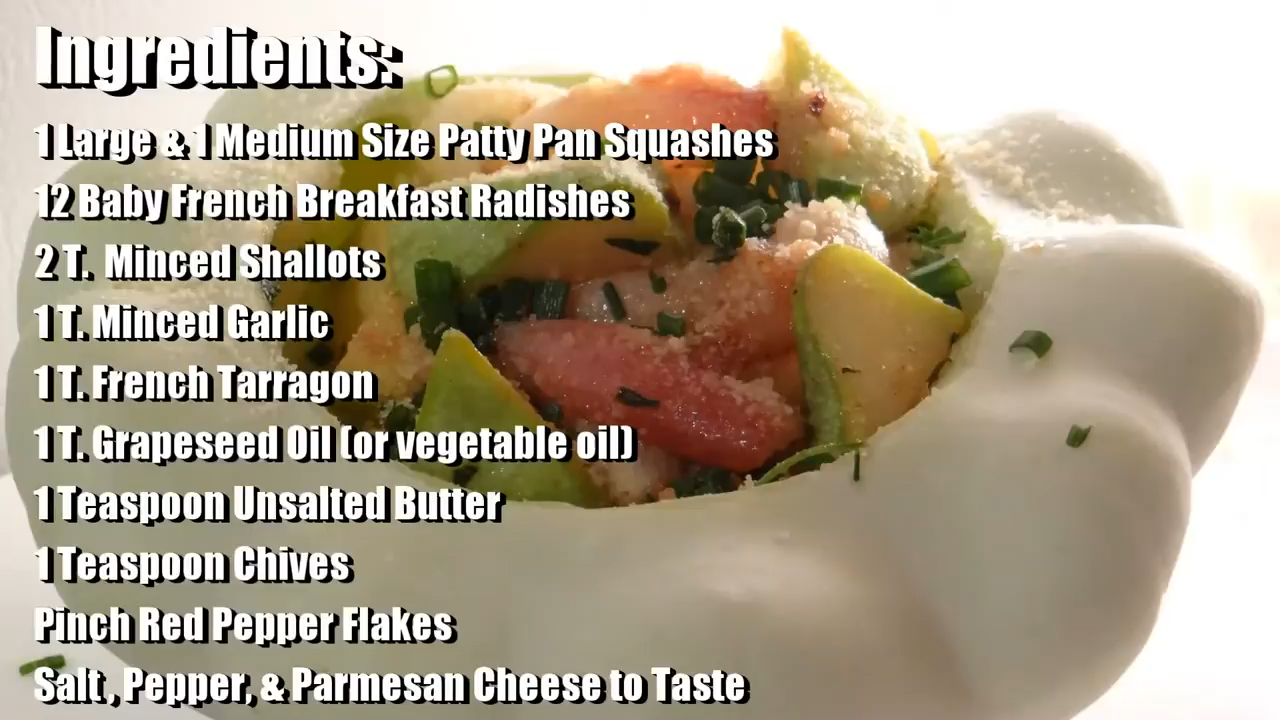 Ingredients:
1 Large & 1 Medium Size Patty Pan Squashes
12 Baby French Breakfast Radishes
2 T.  Minced Shallots
1 T. Minced Garlic
1 T. French Tarragon
1 T. Grapeseed Oil (or vegetable oil)
1 Teaspoon Unsalted Butter
1 Teaspoon Chives
Pinch Red Pepper Flakes
Salt , Pepper, & Parmesan Cheese to Taste